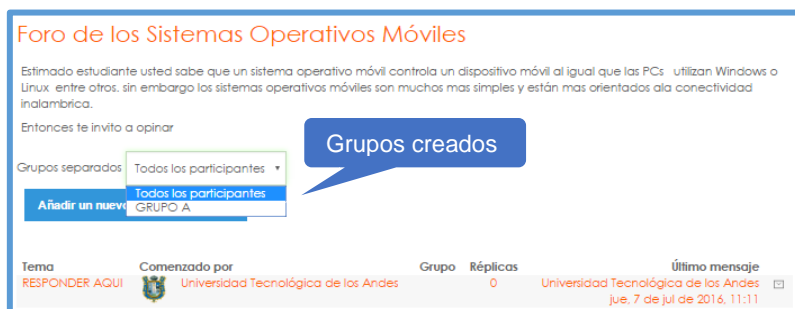 Foro de los Sistemas Operativos Móviles
Estimado estudiante usted sabe que un sistema operativo móvil controla un dispositivo móvil al igual que las PCs utilizan Windows o
Linux entre otros. sin embargo los sistemas operativos móviles son muchos mas simples y están mas orientados ala conectividad
inalambrica.
Entonces te invito a opinar
Grupos creados
Grupos separados Todos los participantes
Todos los participantes
GRUPO A
Añadir un nuevo
Tema Comenzado por Grupo Réplicas Último mensaje
RESPONDER AQUI Universidad Tecnológica de los Andes 0 Universidad Tecnológica de los Andes
jue, 7 de jul de 2016, 11:11